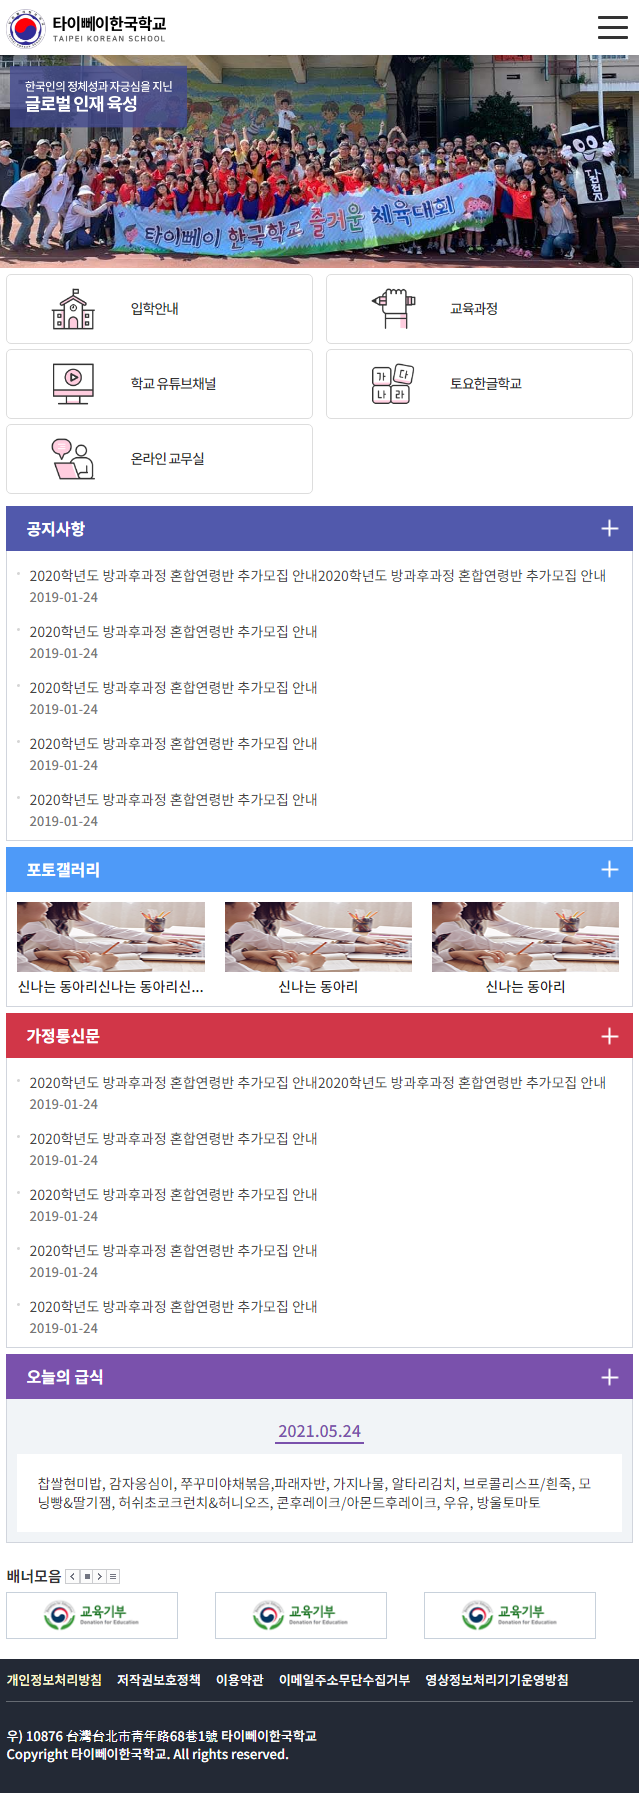 타이뻬이한국학교
TAIPEI KOREAN SCHOOL
한국인의 정체성과 자긍심을 지닌
글로벌 인재 육성
타이뻬이 한국학교 즐거운 체육대회
입학안내
교육과정
학교 유튜브채널
가 다 나 라
토요한글학교
온라인 교무실
공지사항
2020학년도 방과후과정 혼합연령반 추가모집 안내2020학년도 방과후과정 혼합연령반 추가모집 안내
2019-01-24
2020학년도 방과후과정 혼합연령반 추가모집 안내
2019-01-24
2020학년도 방과후과정 혼합연령반 추가모집 안내
2019-01-24
2020학년도 방과후과정 혼합연령반 추가모집 안내
2019-01-24
2020학년도 방과후과정 혼합연령반 추가모집 안내
2019-01-24
포토갤러리
신나는 동아리신나는 동아리신...
신나는 동아리
신나는 동아리
가정통신문
2020학년도 방과후과정 혼합연령반 추가모집 안내2020학년도 방과후과정 혼합연령반 추가모집 안내
2019-01-24
2020학년도 방과후과정 혼합연령반 추가모집 안내
2019-01-24
2020학년도 방과후과정 혼합연령반 추가모집 안내
2019-01-24
2020학년도 방과후과정 혼합연령반 추가모집 안내
2019-01-24
2020학년도 방과후과정 혼합연령반 추가모집 안내
2019-01-24
오늘의 급식
2021.05.24
찹쌀현미밥, 감자옹심이, 쭈꾸미야채볶음,파래자반, 가지나물, 알타리김치, 브로콜리스프/흰죽, 모
닝빵&딸기잼, 허쉬초코크런치&허니오즈, 콘후레이크/아몬드후레이크, 우유, 방울토마토
배너모음
교육기부
Donation for Education
교육기부
Donation for Education
교육기부
Donation for Education
개인정보처리방침 저작권보호정책 이용약관 이메일주소무단수집거부 영상정보처리기기운영방침
우) 10876 台灣台北市靑年路68巷1號 타이뻬이한국학교
Copyright 타이뻬이한국학교. All rights reserved.